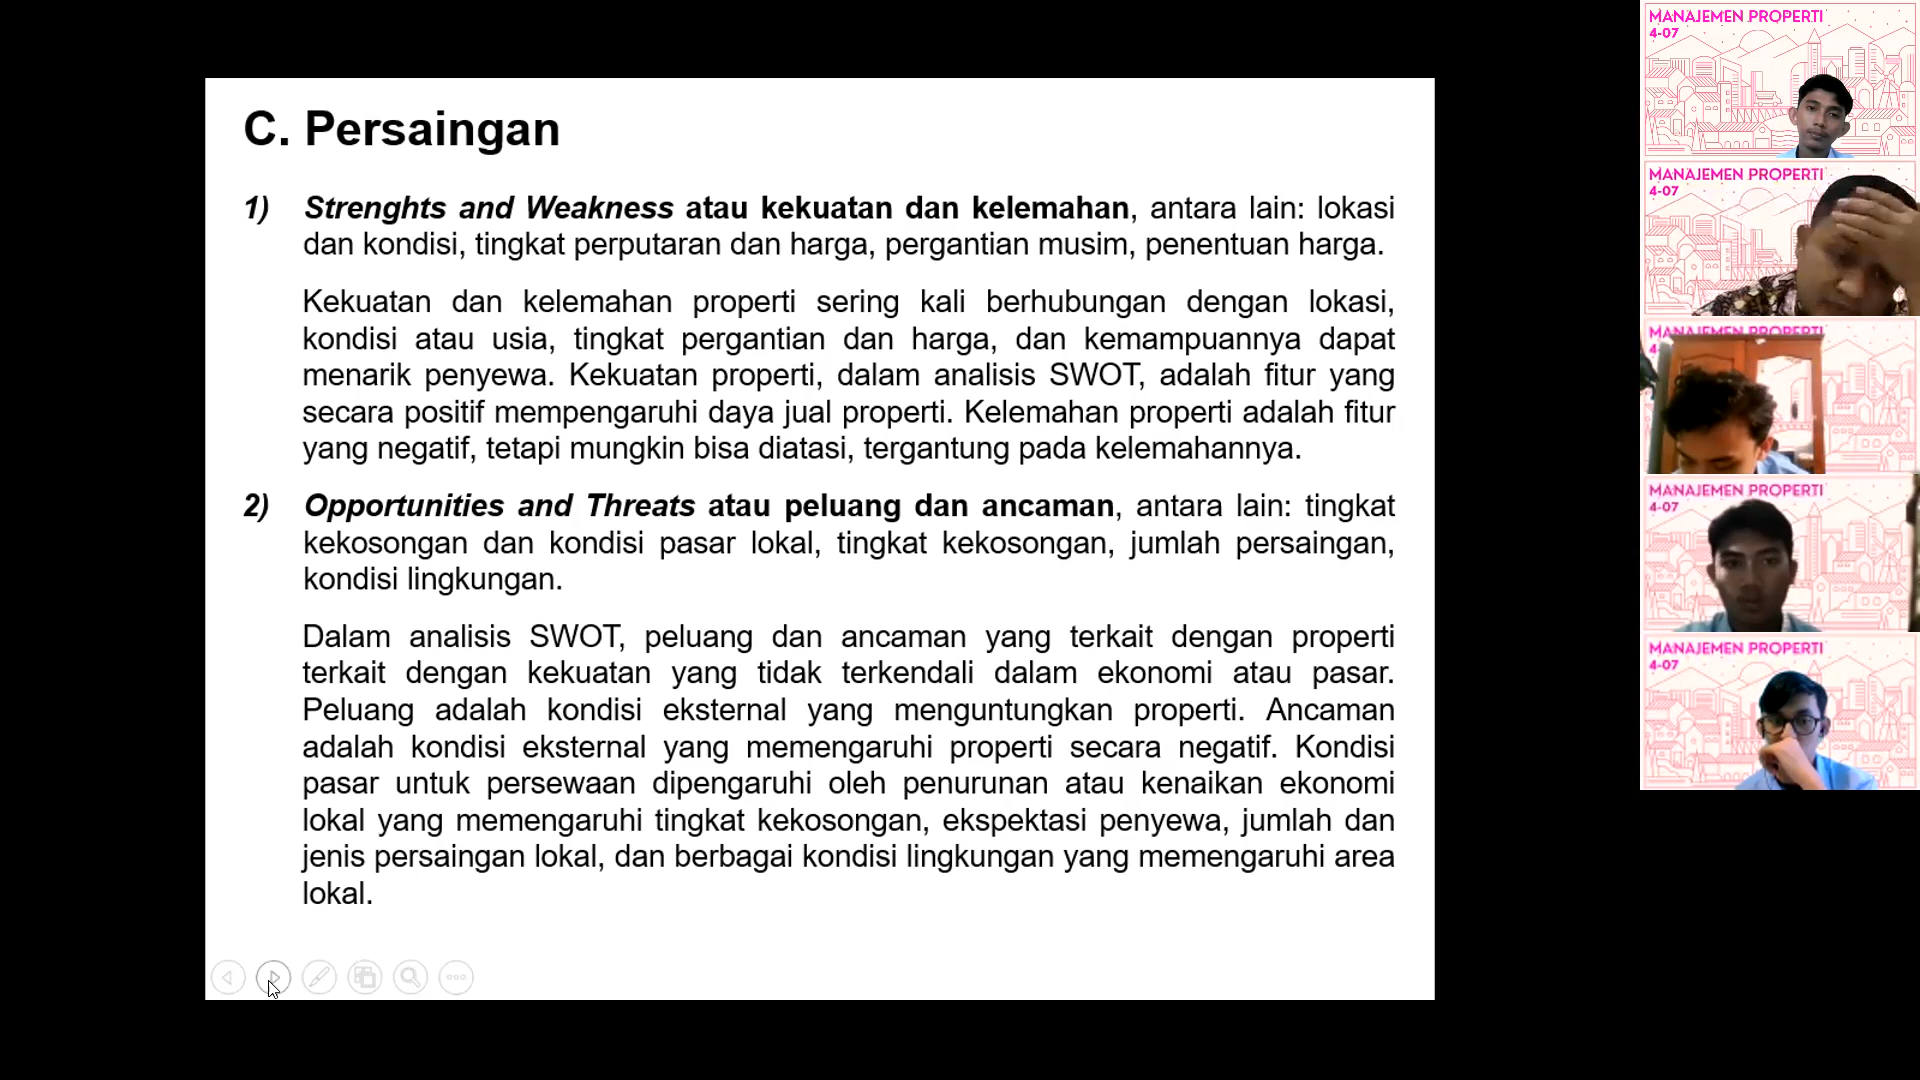 C. Persaingan
1) Strenghts and Weakness atau kekuatan dan kelemahan, antara lain: lokasi
dan kondisi, tingkat perputaran dan harga, pergantian musim, penentuan harga.
Kekuatan dan kelemahan properti sering kali berhubungan dengan lokasi,
kondisi atau usia, tingkat pergantian dan harga, dan kemampuannya dapat
menarik penyewa. Kekuatan properti, dalam analisis SWOT, adalah fitur yang
secara positif mempengaruhi daya jual properti. Kelemahan properti adalah fitur
yang negatif, tetapi mungkin bisa diatasi, tergantung pada kelemahannya.
2) Opportunities and Threats atau peluang dan ancaman, antara lain: tingkat
kekosongan dan kondisi pasar lokal, tingkat kekosongan, jumlah persaingan,
kondisi lingkungan.
Dalam analisis SWOT, peluang dan ancaman yang terkait dengan properti
terkait dengan kekuatan yang tidak terkendali dalam ekonomi atau pasar.
Peluang adalah kondisi eksternal yang menguntungkan properti. Ancaman
adalah kondisi eksternal yang memengaruhi properti secara negatif. Kondisi
pasar untuk persewaan dipengaruhi oleh penurunan atau kenaikan ekonomi
lokal yang memengaruhi tingkat kekosongan, ekspektasi penyewa, jumlah dan
jenis persaingan lokal, dan berbagai kondisi lingkungan yang memengaruhi area
lokal.
MANAJEMEN PROPERTI
4-07
MANAJEMEN PROPERTI
4-07
MANAJEMEN PROPERTI
MANAJEMEN PROPERTI
4-07
MANAJEMEN PROPERTI
4-07